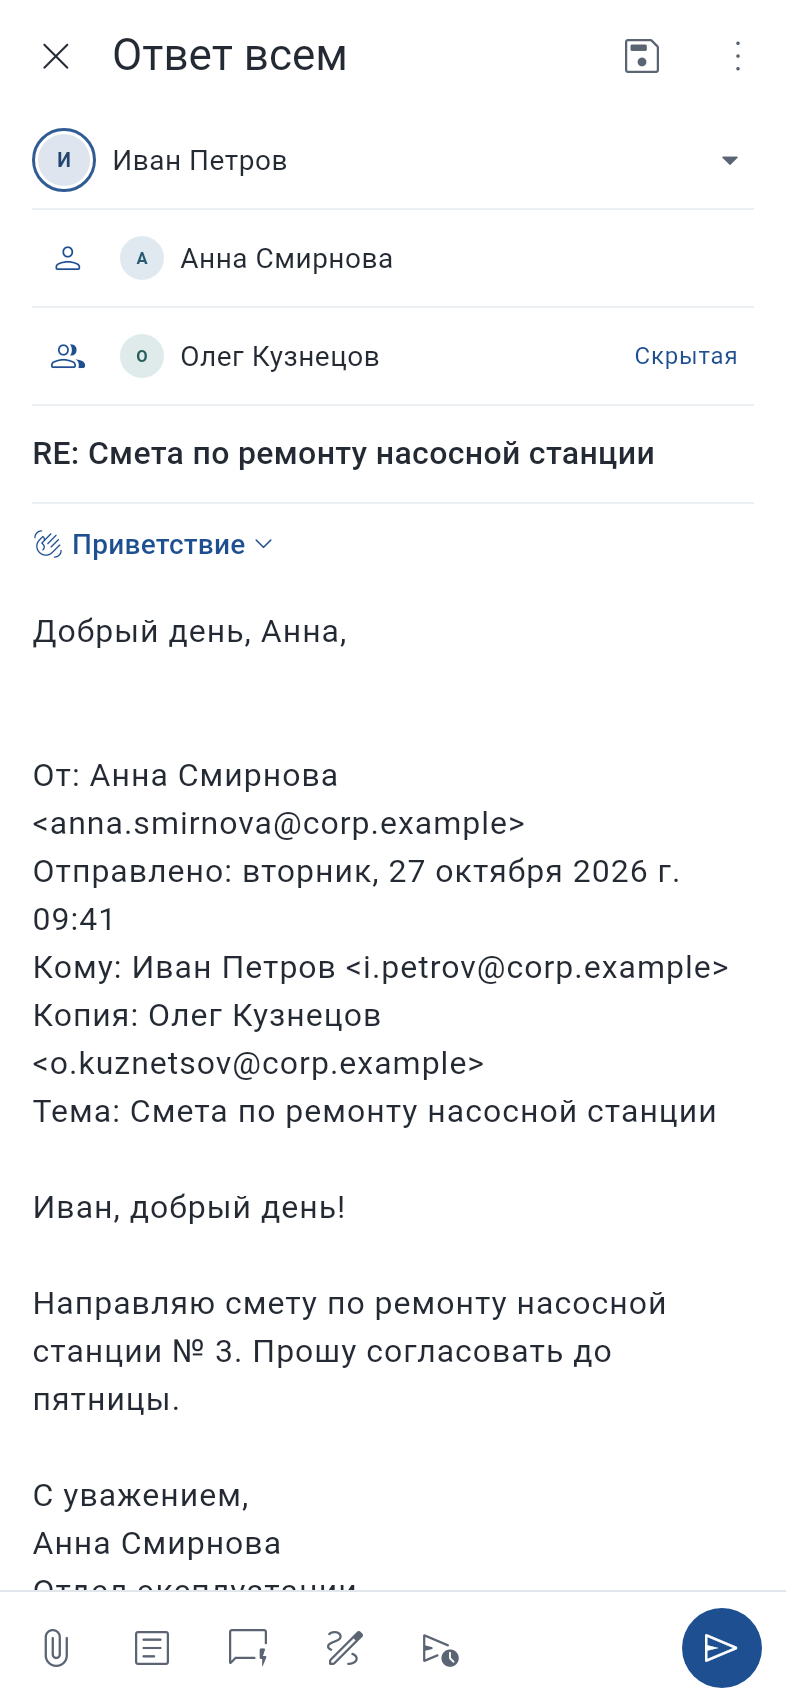 Ответ всем
И Иван Петров
А Анна Смирнова
О Олег Кузнецов Скрытая
RE: Смета по ремонту насосной станции
Приветствие
Добрый день, Анна,
От: Анна Смирнова
<anna.smirnova@corp.example>
Отправлено: вторник, 27 октября 2026 г.
09:41
Кому: Иван Петров <i.petrov@corp.example>
Копия: Олег Кузнецов
<o.kuznetsov@corp.example>
Тема: Смета по ремонту насосной станции
Иван, добрый день!
Направляю смету по ремонту насосной
станции № 3. Прошу согласовать до
пятницы.
С уважением,
Анна Смирнова
Отдел эксплуатации